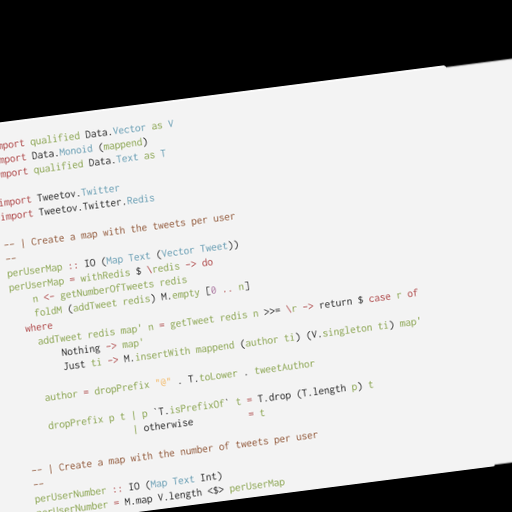 mport qualified Data.Vector as V
mport Data.Monoid (mappend)
mport qualified Data.Text as T
import Tweetov.Twitter
import Tweetov.Twitter.Redis
-- | Create a map with the tweets per user
--
perUserMap :: IO (Map Text (Vector Tweet))
perUserMap = withRedis $ \redis -> do
n <- getNumberOfTweets redis
foldM (addTweet redis) M.empty [0 .. n]
where
addTweet redis map' n = getTweet redis n >>= \r -> return $ case r of
Nothing -> map'
Just ti -> M.insertWith mappend (author ti) (V.singleton ti) map'
author = dropPrefix "@" . T.toLower . tweetAuthor
dropPrefix p t | p `T.isPrefixOf` t = T.drop (T.length p) t
| otherwise = t
-- | Create a map with the number of tweets per user
--
perUserNumber :: IO (Map Text Int)
perUserNumber = M.map V.length <$> perUserMap